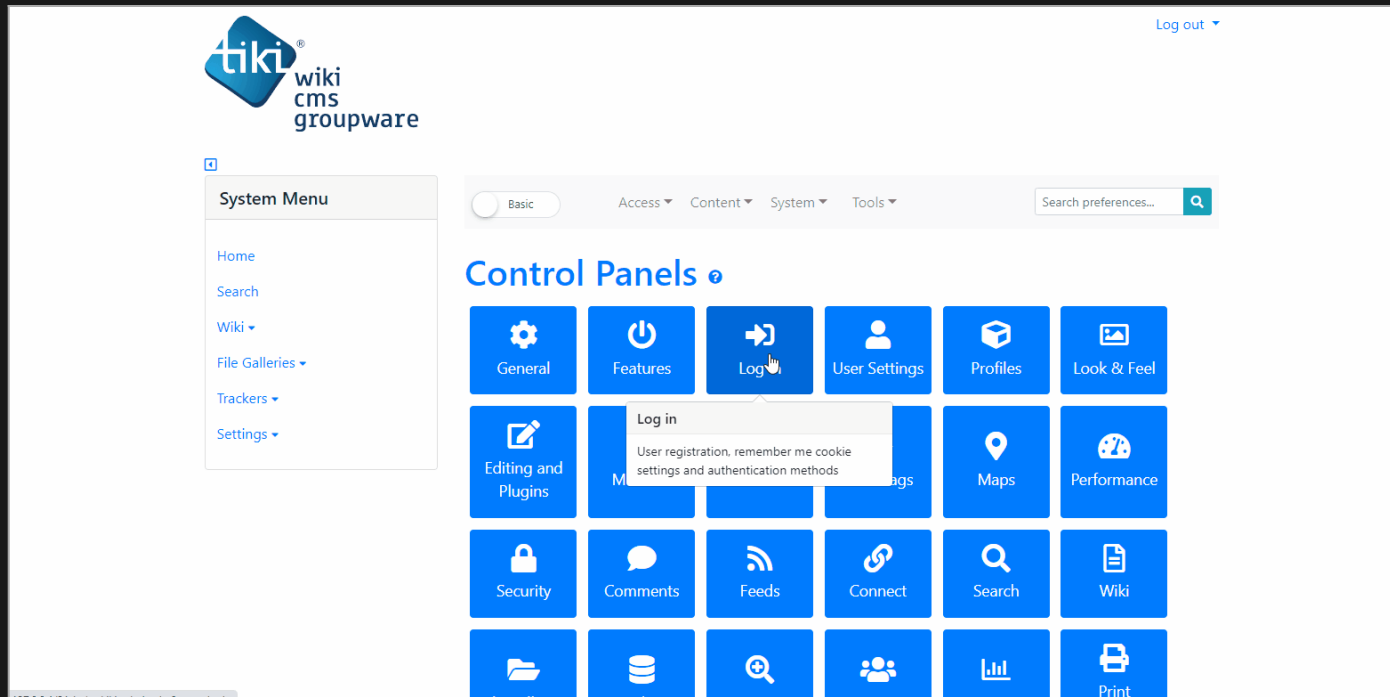 Log out
tiki®
wiki
cms
groupware
System Menu
Home
Search
Wiki
File Galleries
Trackers
Settings
Basic
Access
Content
System
Tools
Search preferences...
Control Panels
General
Features
Log
User Settings
Profiles
Look & Feel
Log in
User registration, remember me cookie
settings and authentication methods
Editing and
Plugins
Maps
Performance
Security
Comments
Feeds
Connect
Search
Wiki
Print